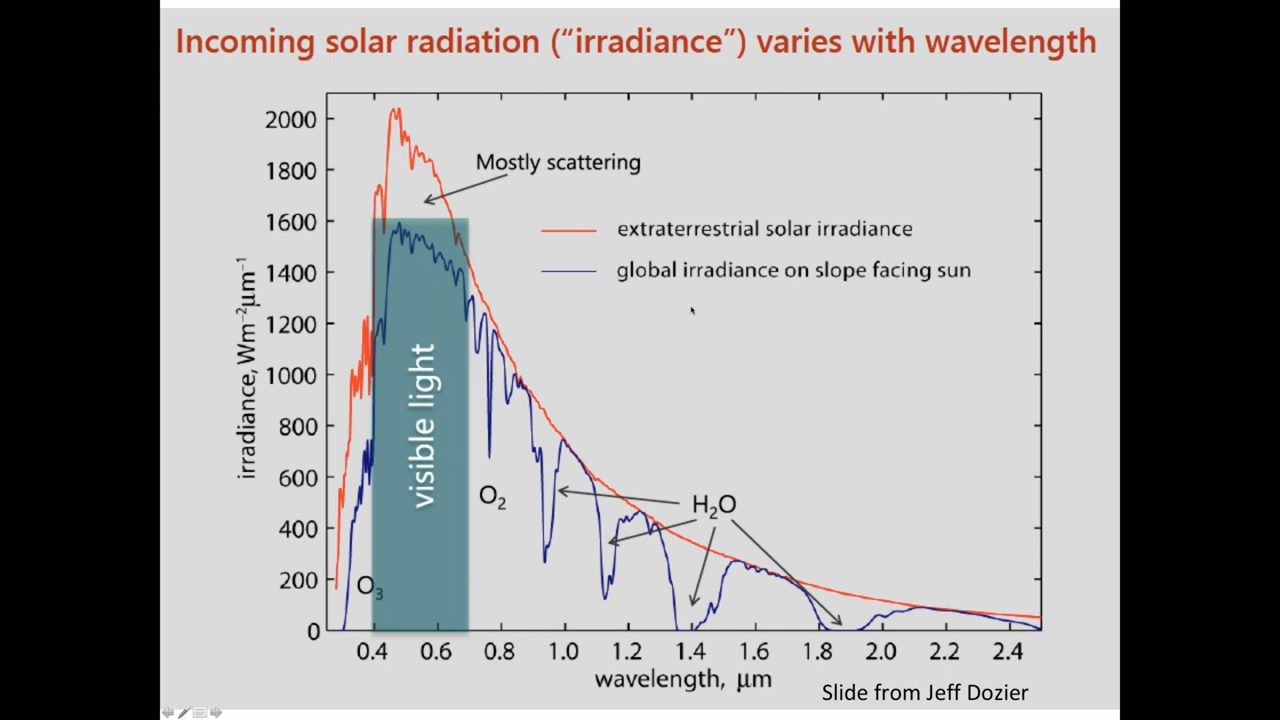 Incoming solar radiation (“irradiance”) varies with wavelength
2000
1800
1600
1400
1200
1000
800
600
400
200
0
irradiance, Wm⁻²μm⁻¹
Mostly scattering
extraterrestrial solar irradiance
global irradiance on slope facing sun
visible light
O₂
H₂O
O₃
0.4 0.6 0.8 1.0 1.2 1.4 1.6 1.8 2.0 2.2 2.4
wavelength, μm
Slide from Jeff Dozier